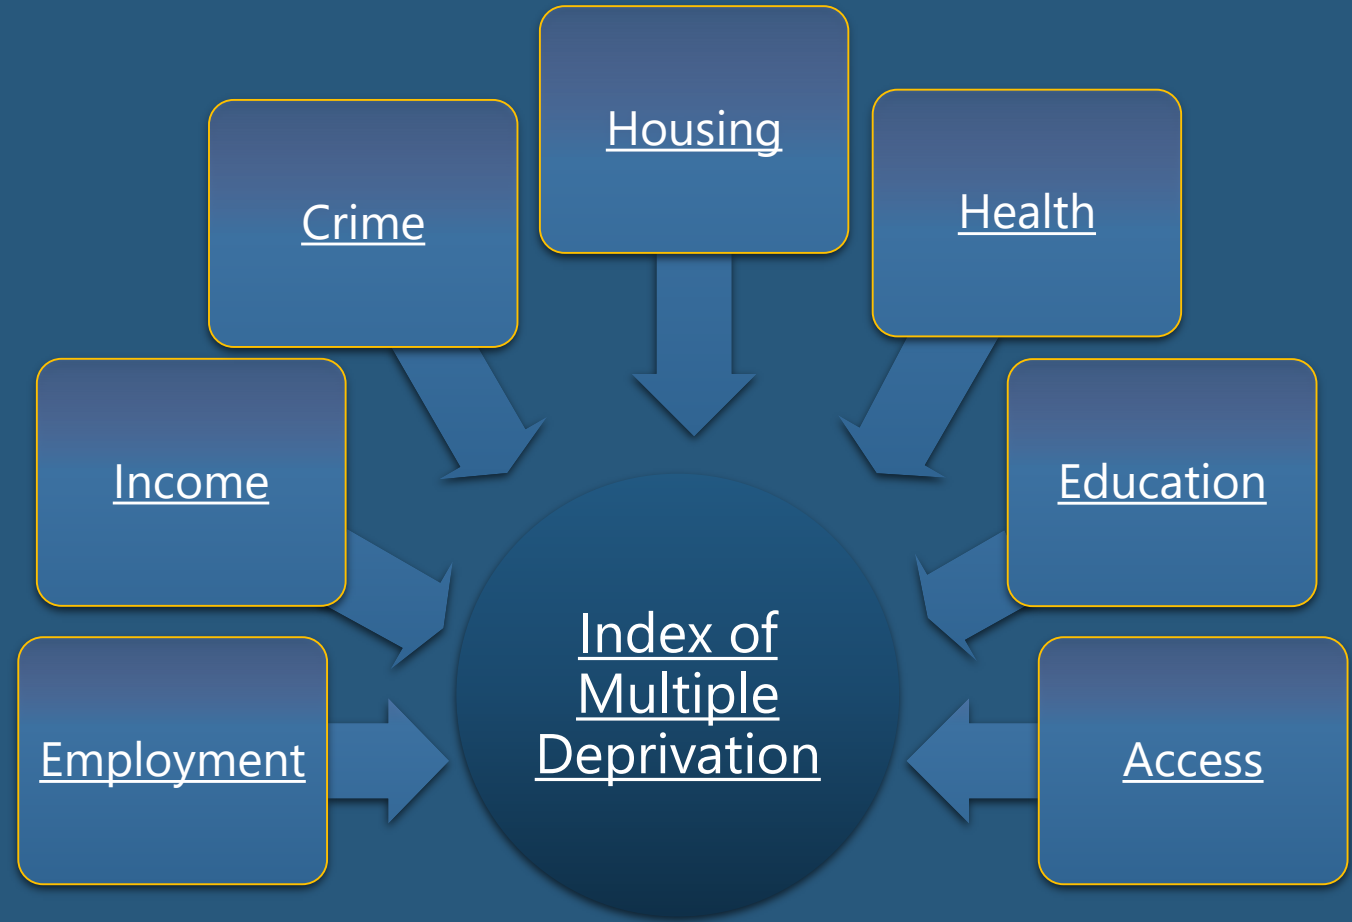 Housing
Health
Crime
Income
Education
Employment
Access
Index of
Multiple
Deprivation